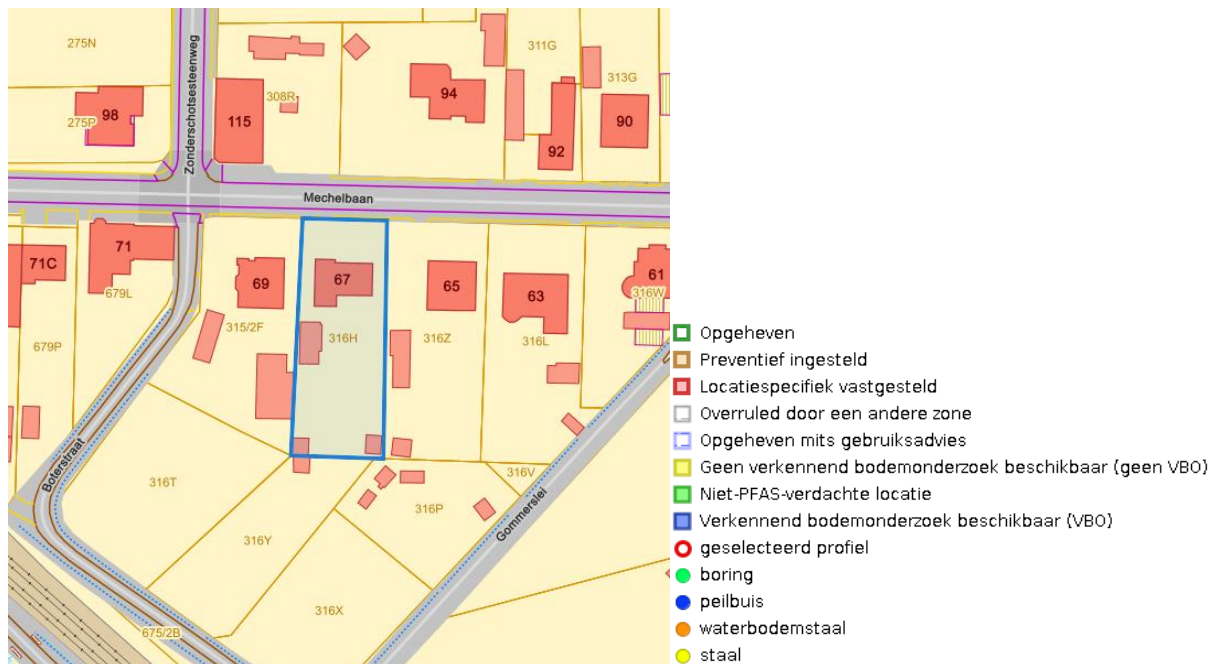 275N
311G
313G
308R
98
275P
115
94
90
92
Zonderschotsesteenweg
Mechelbaan
71
71C
69
67
65
63
61
316W
679L
315/2F
316H
316Z
316L
679P
Boterstraat
316T
316V
316P
Gommerslei
316Y
316X
675/2B
Opgeheven
Preventief ingesteld
Locatiespecifiek vastgesteld
Overruled door een andere zone
Opgeheven mits gebruiksadvies
Geen verkennend bodemonderzoek beschikbaar (geen VBO)
Niet-PFAS-verdachte locatie
Verkennend bodemonderzoek beschikbaar (VBO)
geselecteerd profiel
boring
peilbuis
waterbodemstaal
staal